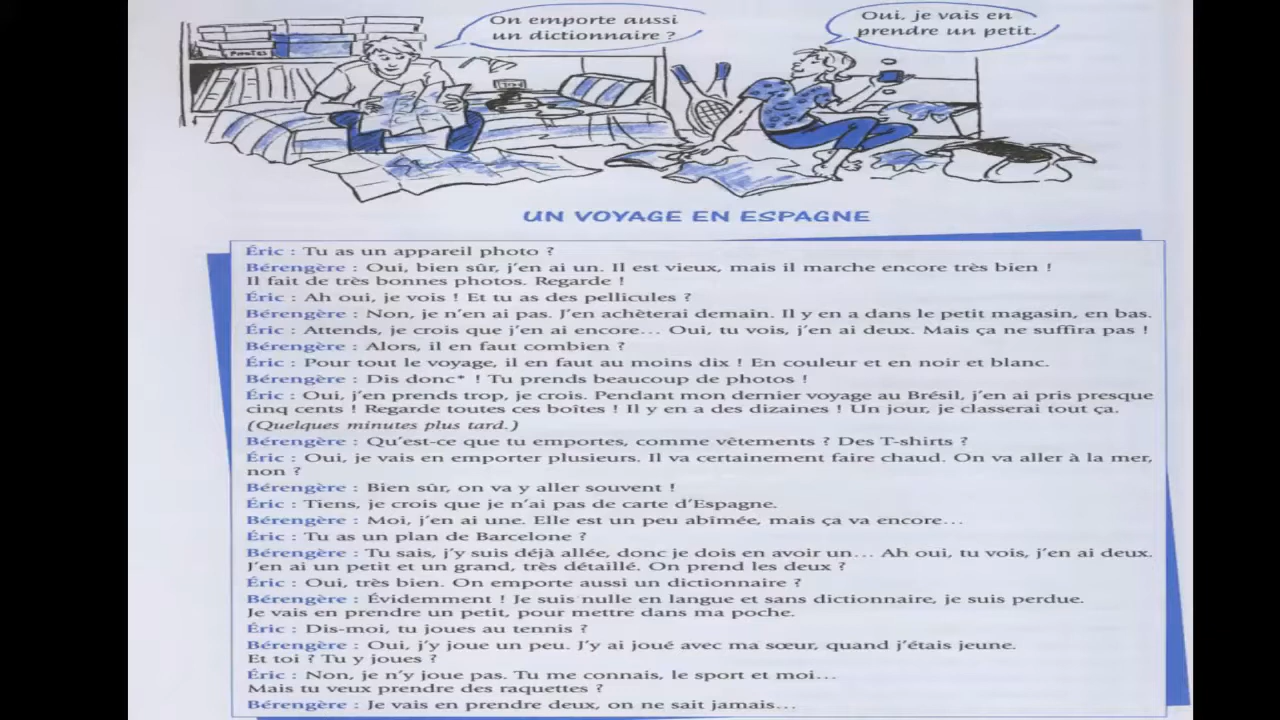 On emporte aussi
un dictionnaire ?
Oui, je vais en
prendre un petit.
UN VOYAGE EN ESPAGNE
Éric : Tu as un appareil photo ?
Bérengère : Oui, bien sûr, j'en ai un. Il est vieux, mais il marche encore très bien !
Il fait de très bonnes photos. Regarde !
Éric : Ah oui, je vois ! Et tu as des pellicules ?
Bérengère : Non, je n'en ai pas. J'en achèterai demain. Il y en a dans le petit magasin, en bas.
Éric : Attends, je crois que j'en ai encore... Oui, tu vois, j'en ai deux. Mais ça ne suffira pas !
Bérengère : Alors, il en faut combien ?
Éric : Pour tout le voyage, il en faut au moins dix ! En couleur et en noir et blanc.
Bérengère : Dis donc* ! Tu prends beaucoup de photos !
Éric : Oui, j'en prends trop, je crois. Pendant mon dernier voyage au Brésil, j'en ai pris presque
cinq cents ! Regarde toutes ces boîtes ! Il y en a des dizaines ! Un jour, je classerai tout ça.
(Quelques minutes plus tard.)
Bérengère : Qu'est-ce que tu emportes, comme vêtements ? Des T-shirts ?
Éric : Oui, je vais en emporter plusieurs. Il va certainement faire chaud. On va aller à la mer,
non ?
Bérengère : Bien sûr, on va y aller souvent !
Éric : Tiens, je crois que je n'ai pas de carte d'Espagne.
Bérengère : Moi, j'en ai une. Elle est un peu abîmée, mais ça va encore...
Éric : Tu as un plan de Barcelone ?
Bérengère : Tu sais, j'y suis déjà allée, donc je dois en avoir un... Ah oui, tu vois, j'en ai deux.
J'en ai un petit et un grand, très détaillé. On prend les deux ?
Éric : Oui, très bien. On emporte aussi un dictionnaire ?
Bérengère : Évidemment ! Je suis nulle en langue et sans dictionnaire, je suis perdue.
Je vais en prendre un petit, pour mettre dans ma poche.
Éric : Dis-moi, tu joues au tennis ?
Bérengère : Oui, j'y joue un peu. J'y ai joué avec ma sœur, quand j'étais jeune.
Et toi ? Tu y joues ?
Éric : Non, je n'y joue pas. Tu me connais, le sport et moi...
Mais tu veux prendre des raquettes ?
Bérengère : Je vais en prendre deux, on ne sait jamais...